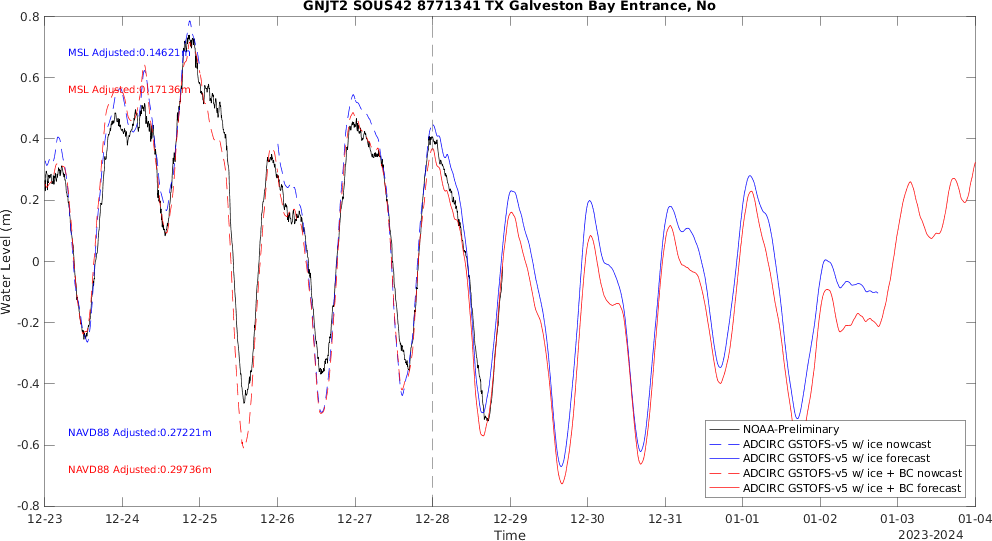 GNJT2 SOUS42 8771341 TX Galveston Bay Entrance, No
Water Level (m)
0.8
0.6
0.4
0.2
0
-0.2
-0.4
-0.6
-0.8
MSL Adjusted:0.14621m
MSL Adjusted:0.17136m
NAVD88 Adjusted:0.27221m
NAVD88 Adjusted:0.29736m
NOAA-Preliminary
ADCIRC GSTOFS-v5 w/ ice nowcast
ADCIRC GSTOFS-v5 w/ ice forecast
ADCIRC GSTOFS-v5 w/ ice + BC nowcast
ADCIRC GSTOFS-v5 w/ ice + BC forecast
12-23 12-24 12-25 12-26 12-27 12-28 12-29 12-30 12-31 01-01 01-02 01-03 01-04
Time
2023-2024